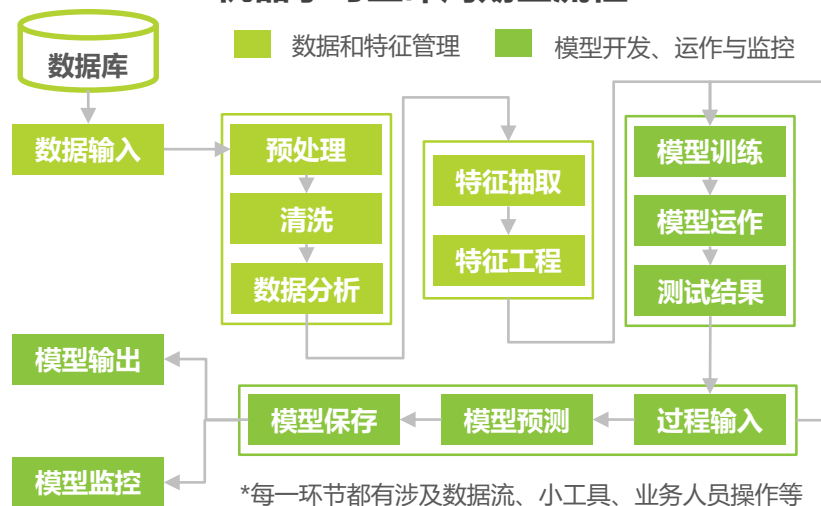 数据和特征管理
模型开发、运作与监控
数据库
数据输入
预处理
清洗
数据分析
特征抽取
特征工程
模型训练
模型运作
测试结果
模型输出
模型保存
模型预测
过程输入
模型监控
*每一环节都有涉及数据流、小工具、业务人员操作等